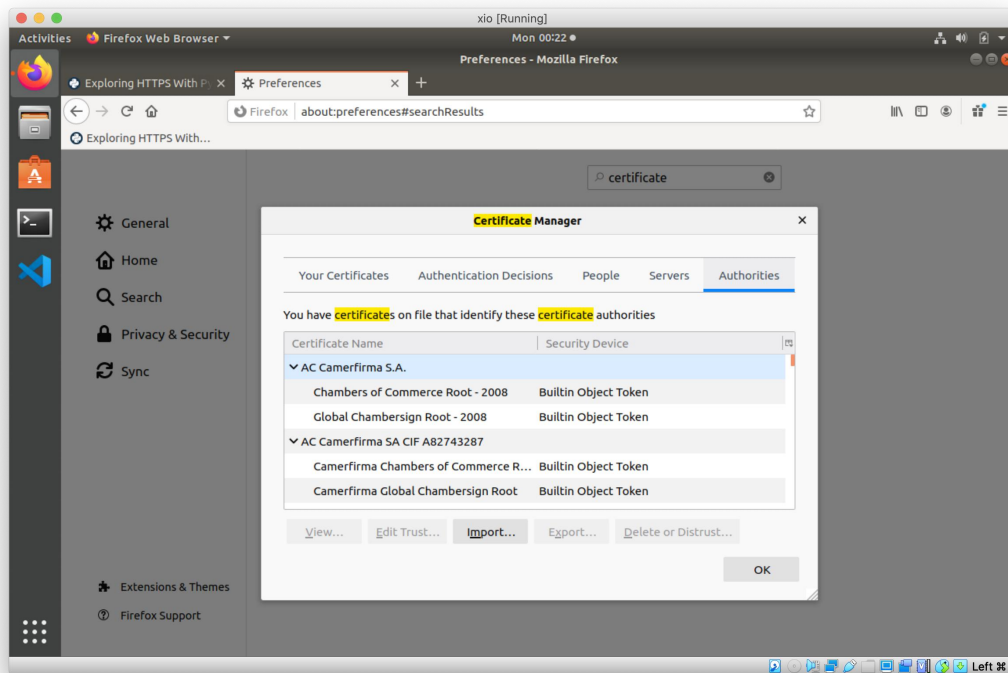 xio [Running]
Activities Firefox Web Browser Mon 00:22
Preferences - Mozilla Firefox
Exploring HTTPS With Py Preferences
Firefox about:preferences#searchResults
Exploring HTTPS With...
certificate
General
Home
Search
Privacy & Security
Sync
Extensions & Themes
Firefox Support
Certificate Manager
Your Certificates Authentication Decisions People Servers Authorities
You have certificates on file that identify these certificate authorities
Certificate Name Security Device
AC Camerfirma S.A.
Chambers of Commerce Root - 2008 Builtin Object Token
Global Chambersign Root - 2008 Builtin Object Token
AC Camerfirma SA CIF A82743287
Camerfirma Chambers of Commerce R... Builtin Object Token
Camerfirma Global Chambersign Root Builtin Object Token
View... Edit Trust... Import... Export... Delete or Distrust...
OK
Left ⌘